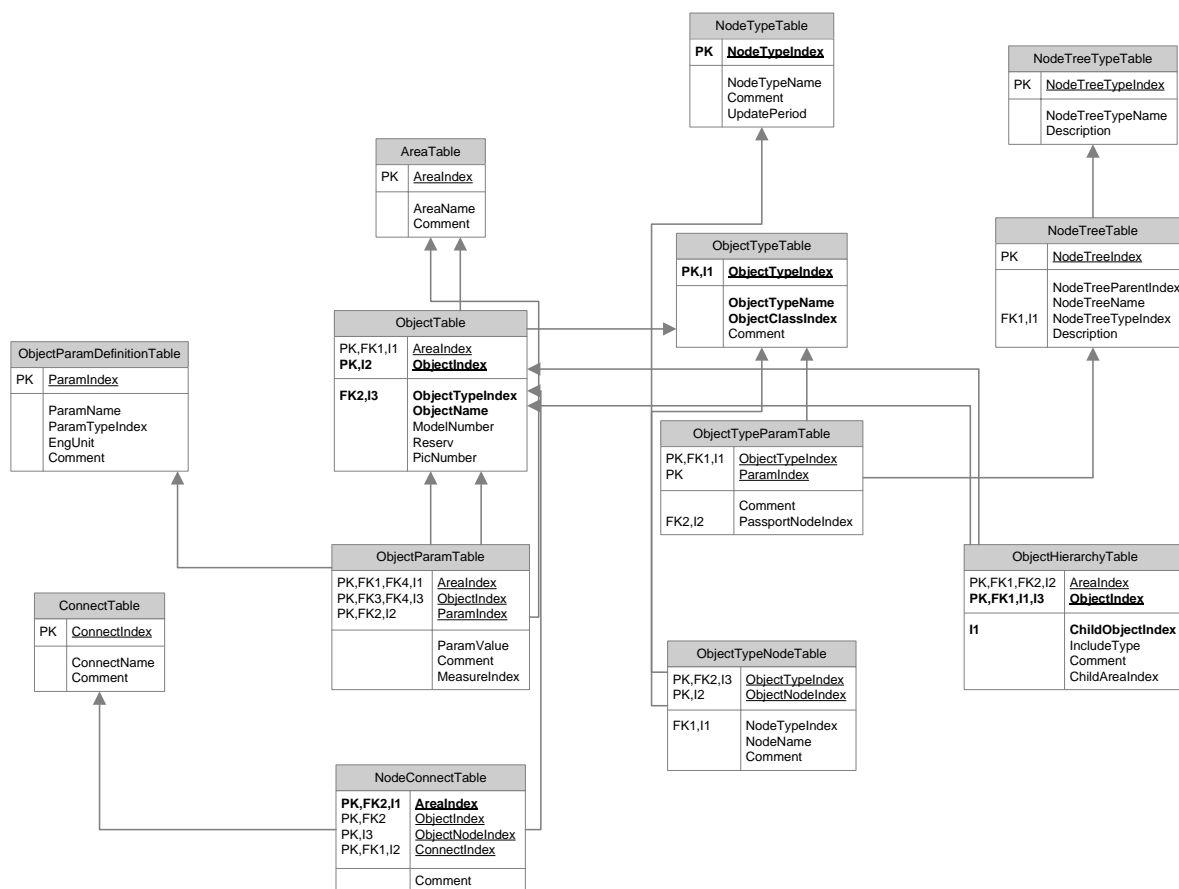 NodeTypeTable
PK NodeTypeIndex
NodeTypeName
Comment
UpdatePeriod
NodeTreeTypeTable
PK NodeTreeTypeIndex
NodeTreeTypeName
Description
AreaTable
PK AreaIndex
AreaName
Comment
ObjectTypeTable
PK,I1 ObjectTypeIndex
ObjectTypeName
ObjectClassIndex
Comment
NodeTreeTable
PK NodeTreeIndex
NodeTreeParentIndex
NodeTreeName
FK1,I1 NodeTreeTypeIndex
Description
ObjectTable
PK,FK1,I1 AreaIndex
PK,I2 ObjectIndex
FK2,I3 ObjectTypeIndex
ObjectName
ModelNumber
Reserv
PicNumber
ObjectParamDefinitionTable
PK ParamIndex
ParamName
ParamTypeIndex
EngUnit
Comment
ObjectTypeParamTable
PK,FK1,I1 ObjectTypeIndex
PK ParamIndex
Comment
FK2,I2 PassportNodeIndex
ObjectParamTable
PK,FK1,FK4,I1 AreaIndex
PK,FK3,FK4,I3 ObjectIndex
PK,FK2,I2 ParamIndex
ParamValue
Comment
MeasureIndex
ObjectHierarchyTable
PK,FK1,FK2,I2 AreaIndex
PK,FK1,I1,I3 ObjectIndex
I1 ChildObjectIndex
IncludeType
Comment
ChildAreaIndex
ConnectTable
PK ConnectIndex
ConnectName
Comment
ObjectTypeNodeTable
PK,FK2,I3 ObjectTypeIndex
PK,I2 ObjectNodeIndex
FK1,I1 NodeTypeIndex
NodeName
Comment
NodeConnectTable
PK,FK2,I1 AreaIndex
PK,FK2 ObjectIndex
PK,I3 ObjectNodeIndex
PK,FK1,I2 ConnectIndex
Comment